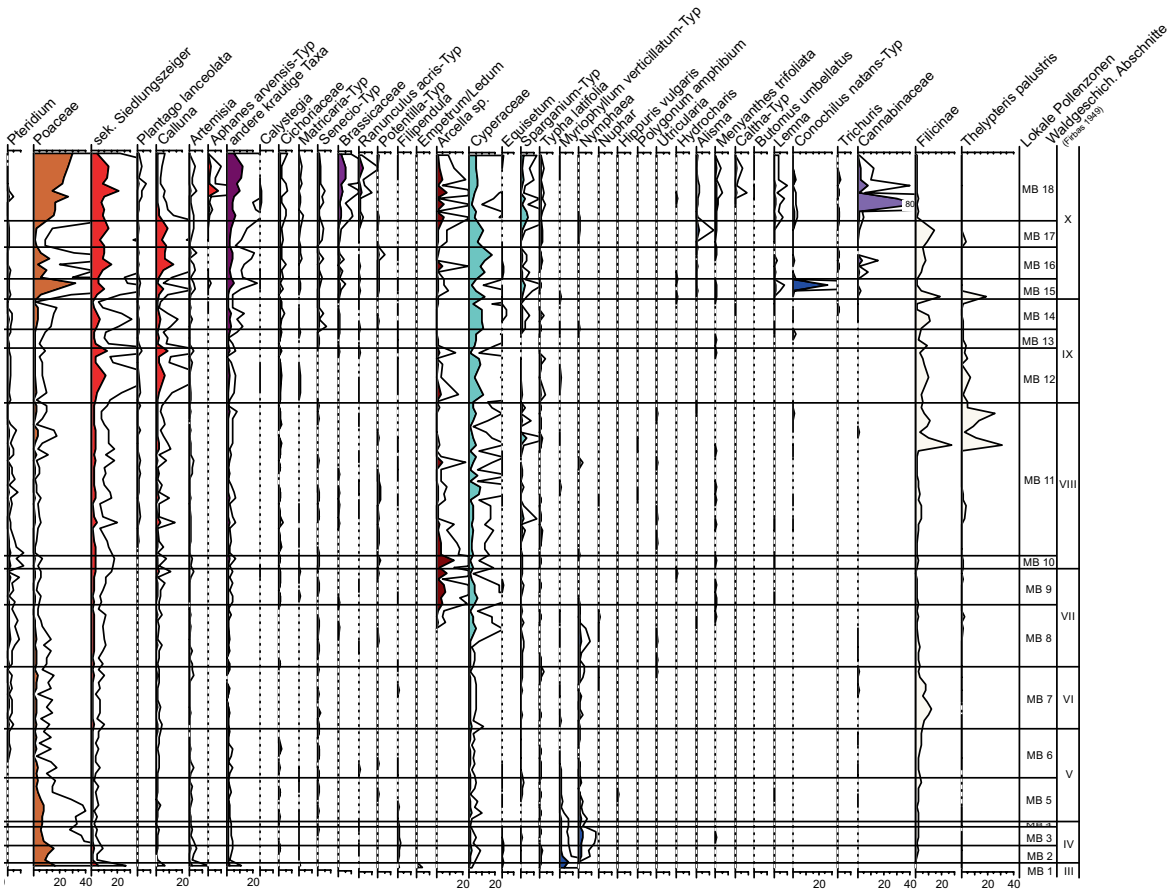 Pteridium
Poaceae
sek. Siedlungszeiger
Plantago lanceolata
Calluna
Artemisia
Aphanes arvensis-Typ
andere krautige Taxa
Calystegia
Cichoriaceae
Matricaria-Typ
Senecio-Typ
Brassicaceae
Ranunculus acris-Typ
Potentilla-Typ
Filipendula
Empetrum/Ledum
Arcella sp.
Cyperaceae
Equisetum
Sparganium-Typ
Typha latifolia
Myriophyllum verticillatum-Typ
Nymphaea
Nuphar
Hippuris vulgaris
Polygonum amphibium
Utricularia
Hydrocharis
Alisma
Menyanthes trifoliata
Caltha-Typ
Butomus umbellatus
Lemna
Conochilus natans-Typ
Trichuris
Cannabinaceae
Filicinae
Thelypteris palustris
Lokale Pollenzonen
Waldgeschich. Abschnitte
(Firbas 1949)
MB 18
80
X
MB 17
MB 16
MB 15
MB 14
MB 13
IX
MB 12
MB 11
VIII
MB 10
MB 9
VII
MB 8
MB 7
VI
MB 6
V
MB 5
MB 3
IV
MB 2
MB 1
III
20 40 20 20 20 20 20 20 40 20 20 40